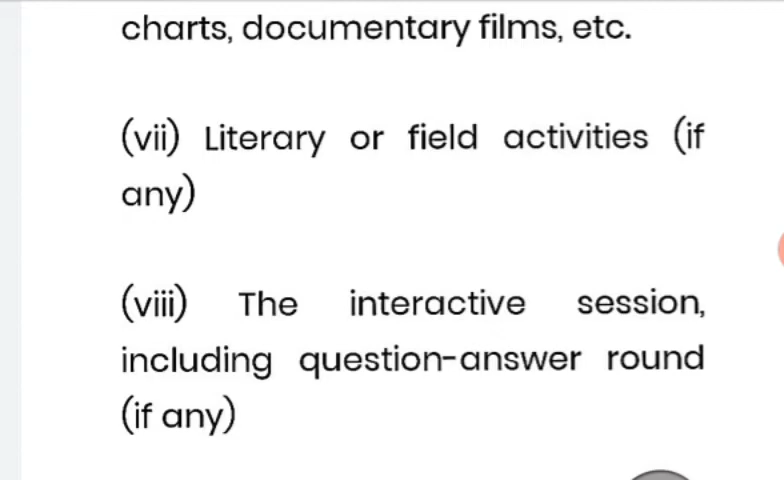 charts, documentary films, etc.
(vii) Literary or field activities (if
any)
(viii) The interactive session,
including question-answer round
(if any)